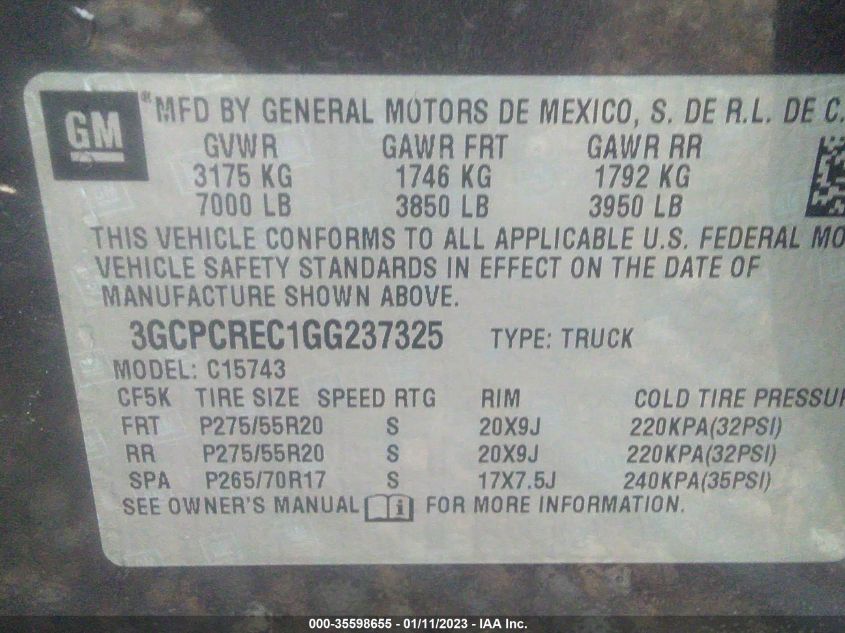 GM ® MFD BY GENERAL MOTORS DE MEXICO, S. DE R.L. DE C.
GVWR GAWR FRT GAWR RR
3175 KG 1746 KG 1792 KG
7000 LB 3850 LB 3950 LB
THIS VEHICLE CONFORMS TO ALL APPLICABLE U.S. FEDERAL MO
VEHICLE SAFETY STANDARDS IN EFFECT ON THE DATE OF
MANUFACTURE SHOWN ABOVE.
3GCPCREC1GG237325 TYPE: TRUCK
MODEL: C15743
CF5K TIRE SIZE SPEED RTG RIM COLD TIRE PRESSUR
FRT P275/55R20 S 20X9J 220KPA(32PSI)
RR P275/55R20 S 20X9J 220KPA(32PSI)
SPA P265/70R17 S 17X7.5J 240KPA(35PSI)
SEE OWNER'S MANUAL i FOR MORE INFORMATION.
000-35598655 - 01/11/2023 - IAA Inc.